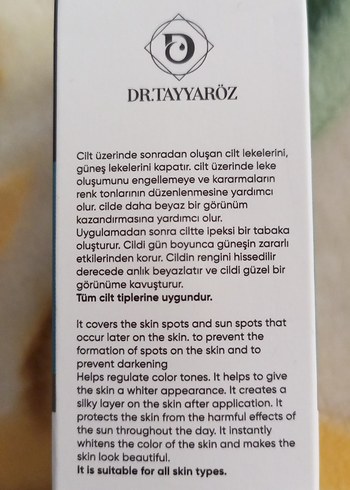 DR.TAYYARÖZ
Cilt üzerinde sonradan oluşan cilt lekelerini,
güneş lekelerini kapatır. cilt üzerinde leke
oluşumunu engellemeye ve kararmaların
renk tonlarının düzenlenmesine yardımcı
olur. cilde daha beyaz bir görünüm
kazandırmasına yardımcı olur.
Uygulamadan sonra ciltte ipeksi bir tabaka
oluşturur. Cildi gün boyunca güneşin zararlı
etkilerinden korur. Cildin rengini hissedilir
derecede anlık beyazlatır ve cildi güzel bir
görünüme kavuşturur.
Tüm cilt tiplerine uygundur.
It covers the skin spots and sun spots that
occur later on the skin. to prevent the
formation of spots on the skin and to
prevent darkening
Helps regulate color tones. It helps to give
the skin a whiter appearance. It creates a
silky layer on the skin after application. It
protects the skin from the harmful effects of
the sun throughout the day. It instantly
whitens the color of the skin and makes the
skin look beautiful.
It is suitable for all skin types.